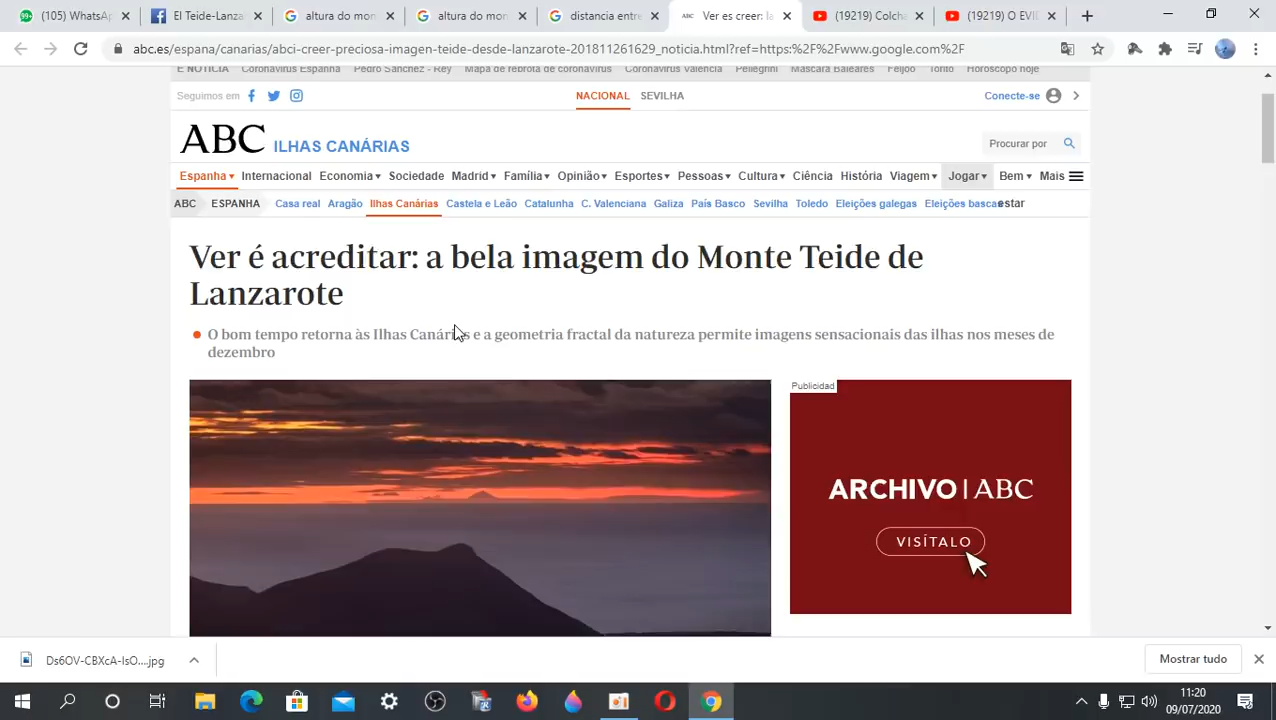 (105) WhatsA
El Teide-Lanza
altura do mon
altura do mon
distancia entre
Ver es creer: la
(19219) Colcha
(19219) O EVI
abc.es/espana/canarias/abci-creer-preciosa-imagen-teide-desde-lanzarote-201811261629_noticia.html?ref=https:%2F%2Fwww.google.com%2F
É NOTÍCIA Coronavirus Espanha Pedro Sánchez - Rey Mapa de rebrota de coronavírus Coronavirus Valencia Pellegrini Máscara Baleares Feijóo Torito Horóscopo hoje
Seguimos em
NACIONAL SEVILHA
Conecte-se
ABC ILHAS CANÁRIAS
Procurar por
Espanha Internacional Economia Sociedade Madrid Família Opinião Esportes Pessoas Cultura Ciência História Viagem Jogar Bem Mais
estar
ABC ESPANHA Casa real Aragão Ilhas Canárias Castela e Leão Catalunha C. Valenciana Galiza País Basco Sevilha Toledo Eleições galegas Eleições bascas
Ver é acreditar: a bela imagem do Monte Teide de
Lanzarote
O bom tempo retorna às Ilhas Canárias e a geometria fractal da natureza permite imagens sensacionais das ilhas nos meses de
dezembro
Publicidad
ARCHIVO | ABC
VISÍTALO
Ds6OV-CBXcA-IsO....jpg
Mostrar tudo
11:20
09/07/2020